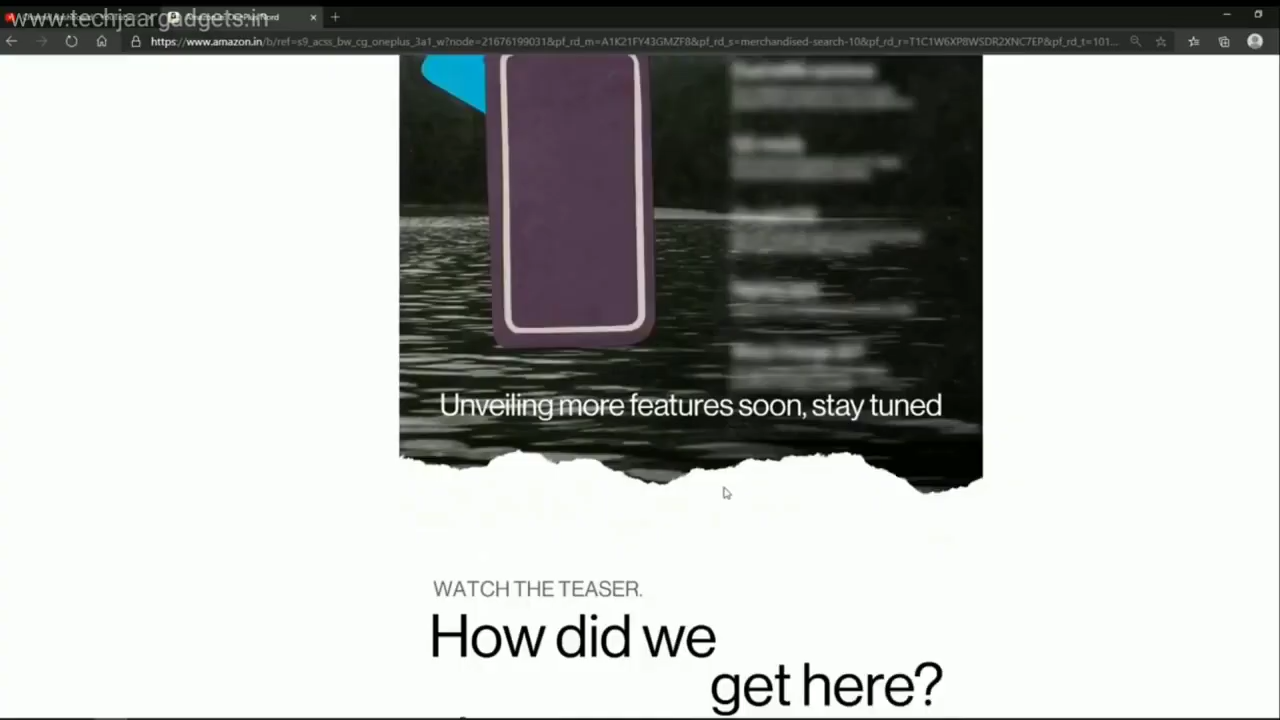 www.techjaargadgets.in
https://www.amazon.in/b/ref=s9_acss_bw_cg_oneplus_3a1_w?node=21676199031&pf_rd_m=A1K21FY43GMZF8&pf_rd_s=merchandised-search-10&pf_rd_r=T1C1W6XP8WSDR2XNC7EP&pf_rd_t=101...
Unveiling more features soon, stay tuned
WATCH THE TEASER.
How did we
get here?